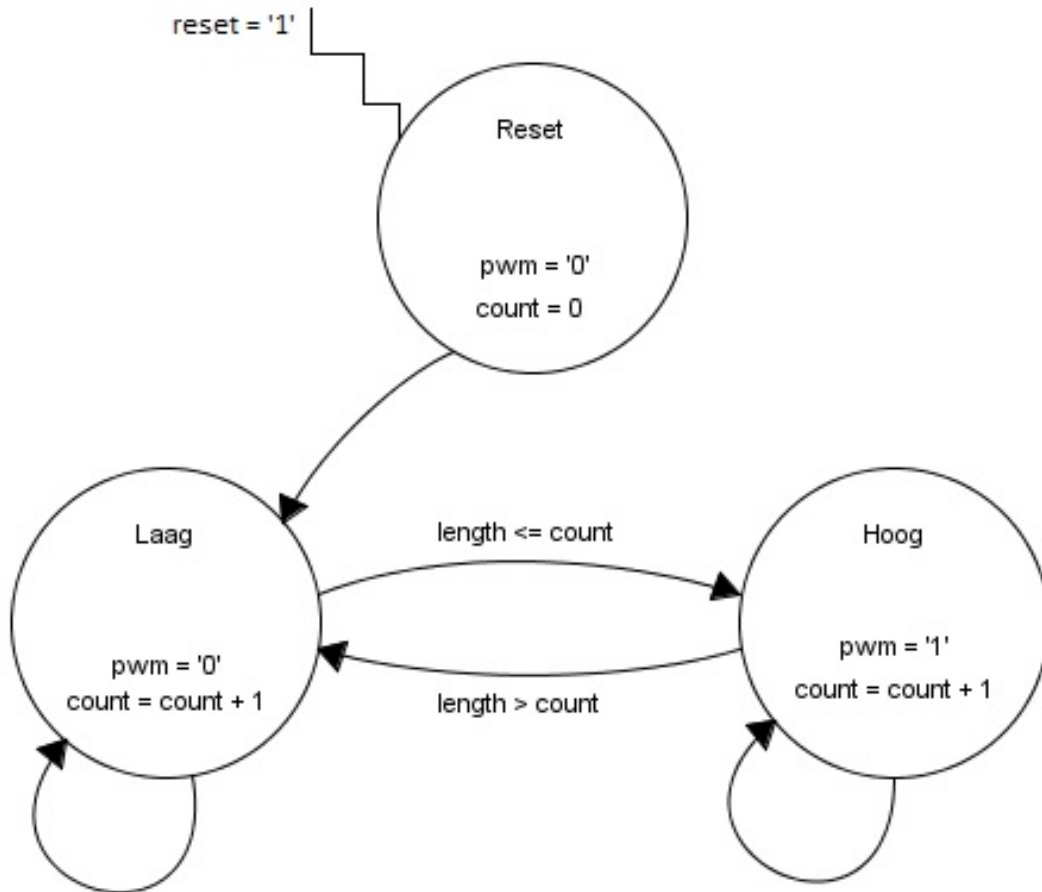 reset = '1'
Reset
pwm = '0'
count = 0
Laag
pwm = '0'
count = count + 1
length <= count
length > count
Hoog
pwm = '1'
count = count + 1